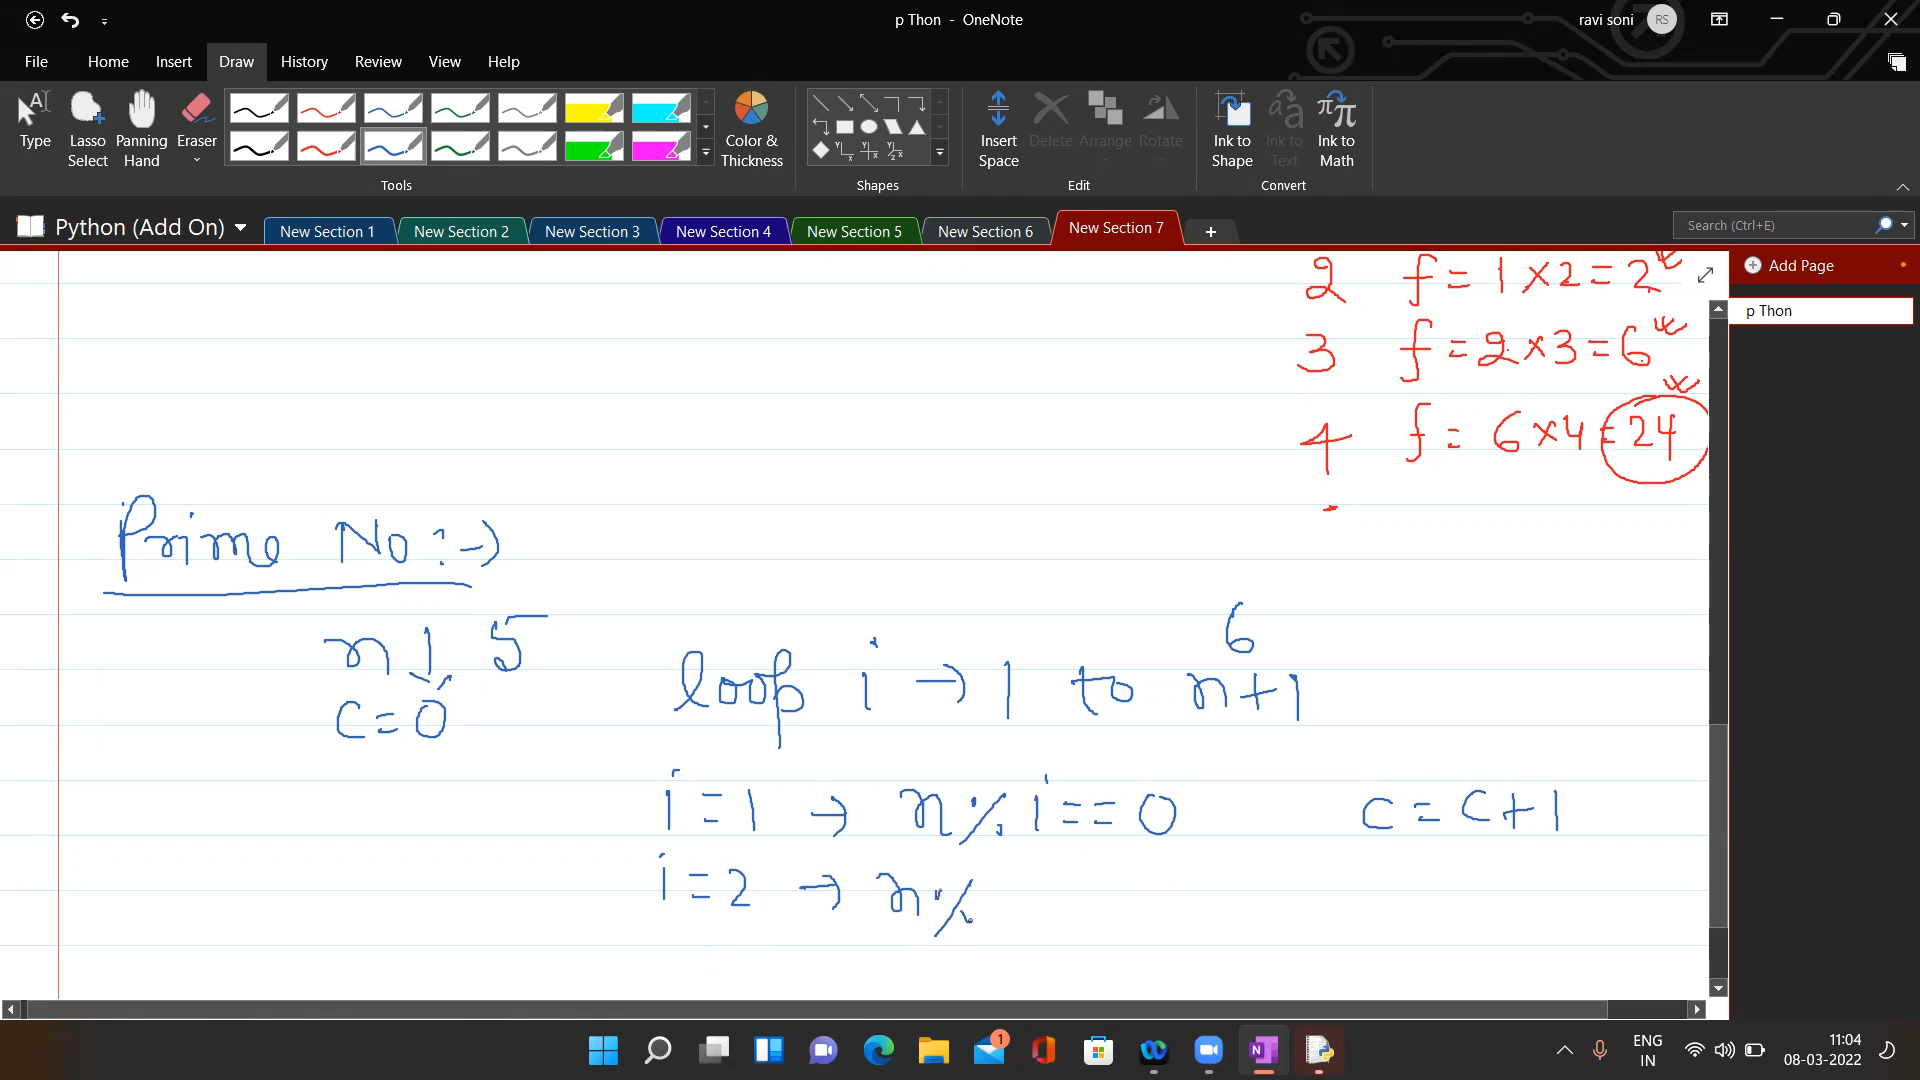 p Thon - OneNote
ravi soni RS
File Home Insert Draw History Review View Help
Type
Lasso Select
Panning Hand
Eraser
Color & Thickness
Insert Space
Delete
Arrange
Rotate
Ink to Shape
Ink to Text
Ink to Math
Tools Shapes Edit Convert
Python (Add On) New Section 1 New Section 2 New Section 3 New Section 4 New Section 5 New Section 6 New Section 7 + Search (Ctrl+E)
Add Page
p Thon
2 f = 1 x 2 = 2
3 f = 2 x 3 = 6
4 f = 6 x 4 = 24
Prime No :→
n ↓ 5
6
loop i → 1 to n+1
c = 0
i = 1 → n % i == 0 c = c + 1
i = 2 → n %
1
ENG IN
11:04
08-03-2022